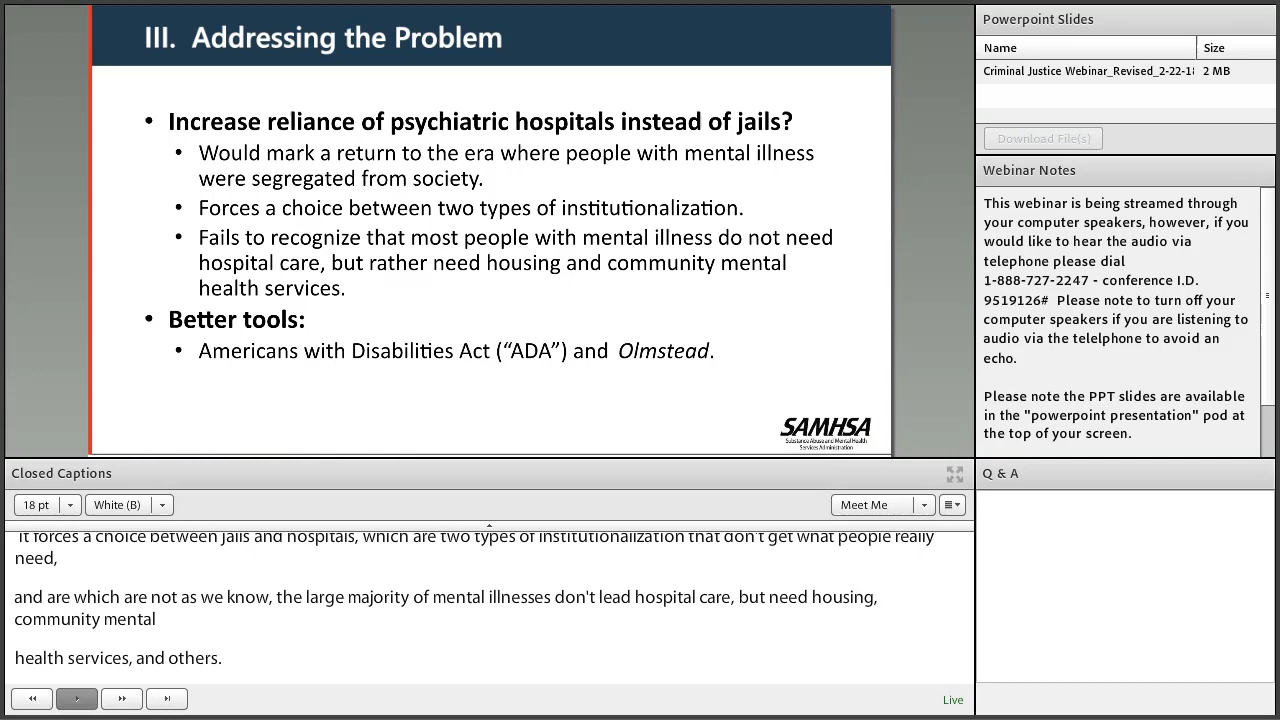 III. Addressing the Problem
• Increase reliance of psychiatric hospitals instead of jails?
• Would mark a return to the era where people with mental illness
were segregated from society.
• Forces a choice between two types of institutionalization.
• Fails to recognize that most people with mental illness do not need
hospital care, but rather need housing and community mental
health services.
• Better tools:
• Americans with Disabilities Act (“ADA”) and Olmstead.
SAMHSA
Substance Abuse and Mental Health
Services Administration
Powerpoint Slides
Name Size
Criminal Justice Webinar_Revised_2-22-18 2 MB
Download File(s)
Webinar Notes
This webinar is being streamed through
your computer speakers, however, if you
would like to hear the audio via
telephone please dial
1-888-727-2247 - conference I.D.
9519126# Please note to turn off your
computer speakers if you are listening to
audio via the telelphone to avoid an
echo.
Please note the PPT slides are available
in the "powerpoint presentation" pod at
the top of your screen.
Closed Captions
18 pt White (B) Meet Me
it forces a choice between jails and hospitals, which are two types of institutionalization that don't get what people really
need,
and are which are not as we know, the large majority of mental illnesses don't lead hospital care, but need housing,
community mental
health services, and others.
Live
Q & A